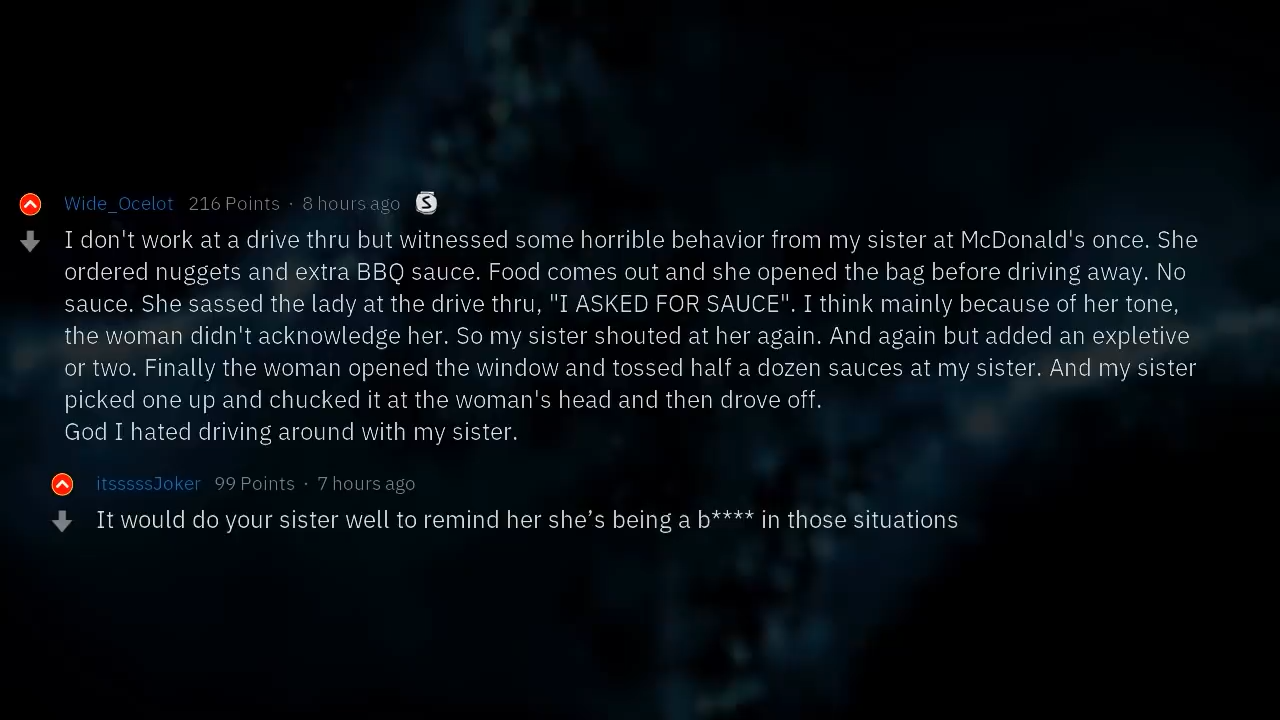 Wide_Ocelot 216 Points · 8 hours ago S
I don't work at a drive thru but witnessed some horrible behavior from my sister at McDonald's once. She
ordered nuggets and extra BBQ sauce. Food comes out and she opened the bag before driving away. No
sauce. She sassed the lady at the drive thru, "I ASKED FOR SAUCE". I think mainly because of her tone,
the woman didn't acknowledge her. So my sister shouted at her again. And again but added an expletive
or two. Finally the woman opened the window and tossed half a dozen sauces at my sister. And my sister
picked one up and chucked it at the woman's head and then drove off.
God I hated driving around with my sister.
itsssssJoker 99 Points · 7 hours ago
It would do your sister well to remind her she’s being a b**** in those situations